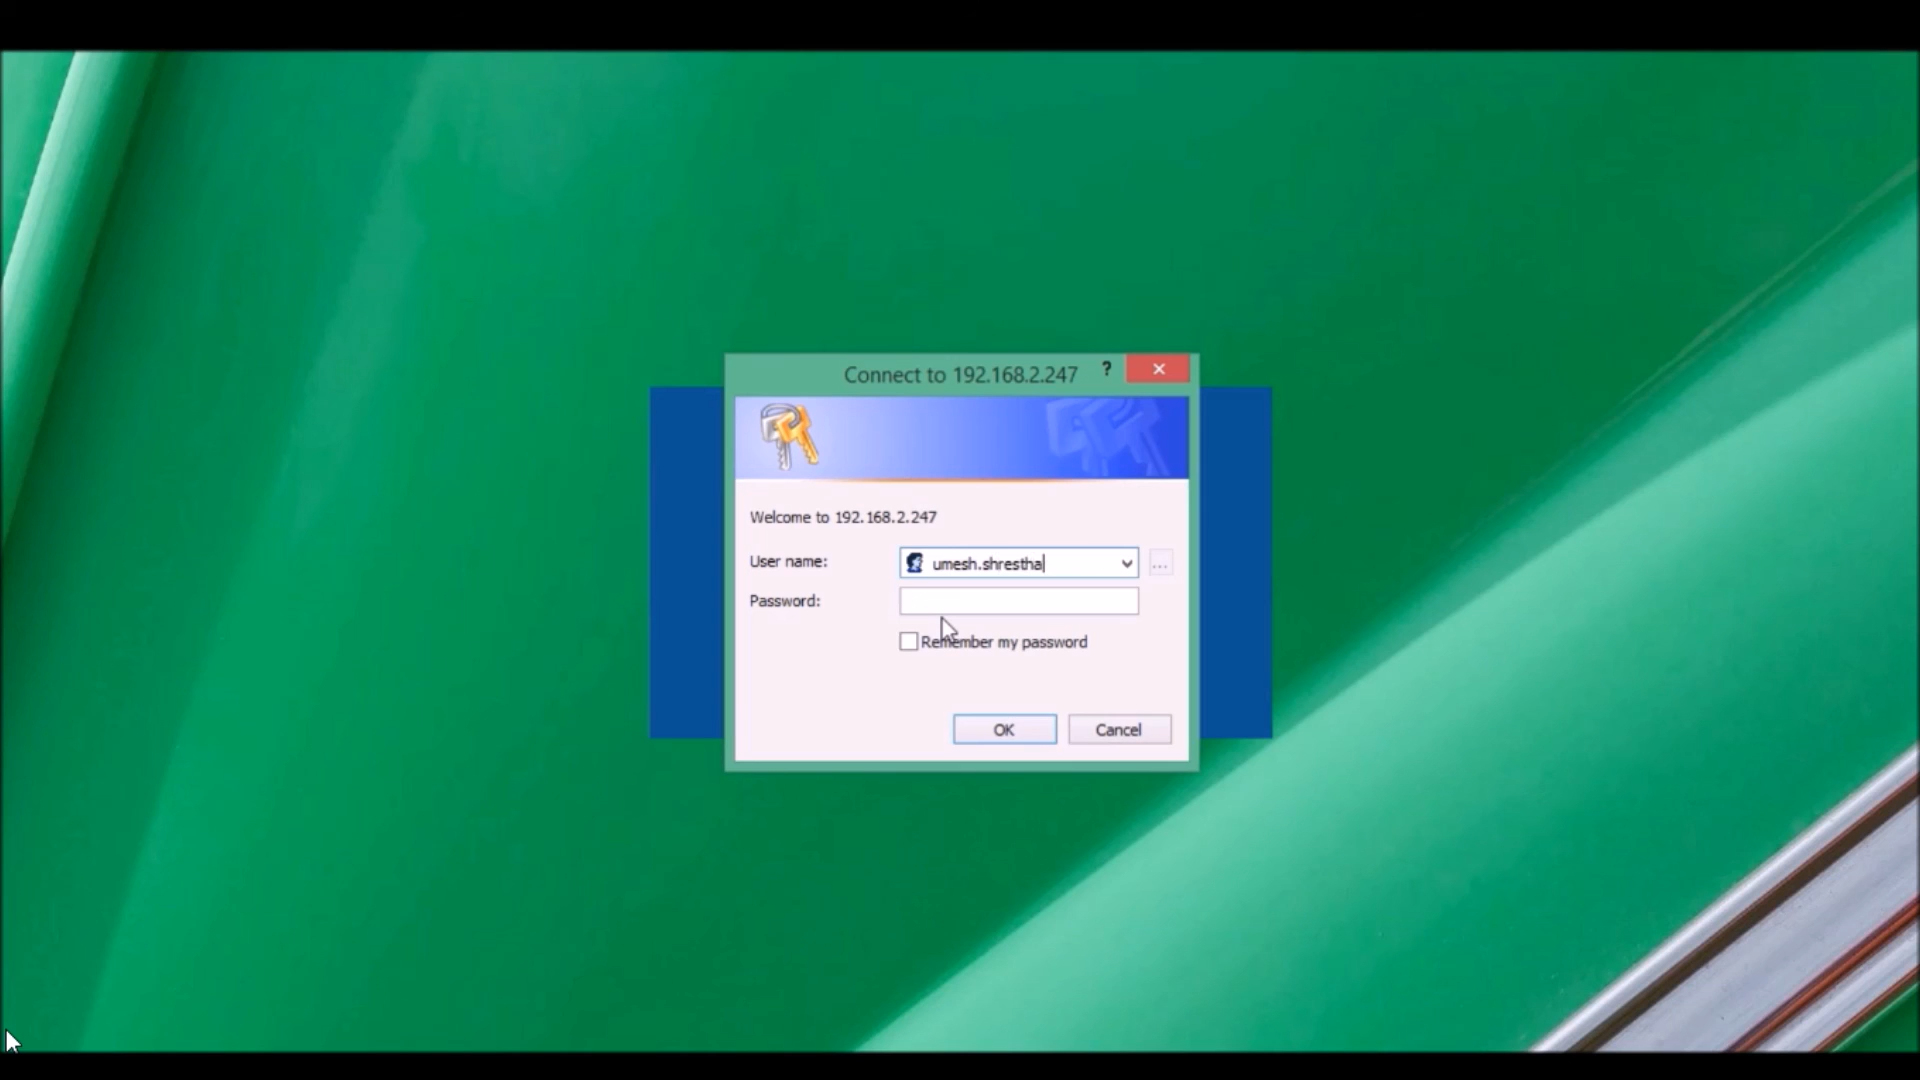 Connect to 192.168.2.247
?
Welcome to 192.168.2.247
User name: umesh.shrestha
...
Password:
Remember my password
OK Cancel